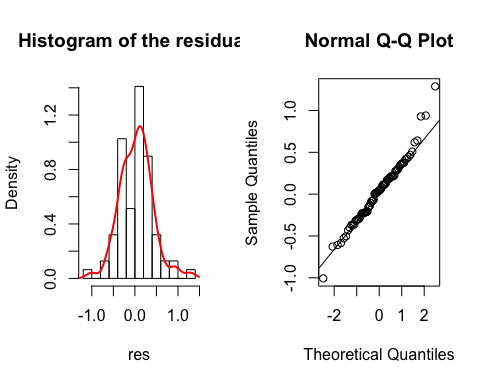 Histogram of the residua
Density
0.0 0.4 0.8 1.2
-1.0 0.0 1.0
res
Normal Q-Q Plot
Sample Quantiles
-1.0 -0.5 0.0 0.5 1.0
-2 0 1 2
Theoretical Quantiles